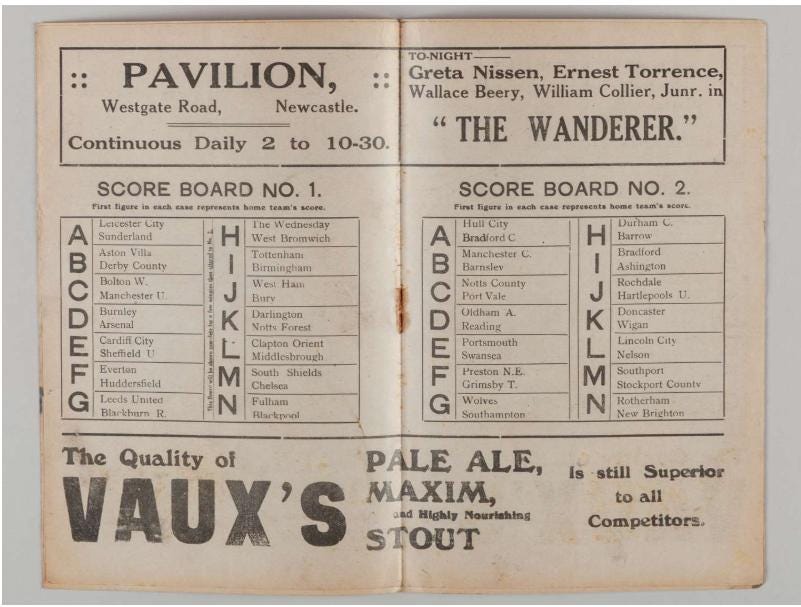 :: PAVILION, ::
Westgate Road, Newcastle.
Continuous Daily 2 to 10-30.
TO-NIGHT
Greta Nissen, Ernest Torrence,
Wallace Beery, William Collier, Junr. in
“ THE WANDERER.”
SCORE BOARD NO. 1.
First figure in each case represents home team's score.
A
Leicester City
Sunderland
B
Aston Villa
Derby County
C
Bolton W.
Manchester U.
D
Burnley
Arsenal
E
Cardiff City
Sheffield U
F
Everton
Huddersfield
G
Leeds United
Blackburn R.
H
The Wednesday
West Bromwich
I
Tottenham
Birmingham
J
West Ham
Bury
K
Darlington
Notts Forest
L
Clapton Orient
Middlesbrough
M
South Shields
Chelsea
N
Fulham
Blackpool
SCORE BOARD NO. 2.
First figure in each case represents home team's score.
A
Hull City
Bradford C
B
Manchester C.
Barnsley
C
Notts County
Port Vale
D
Oldham A.
Reading
E
Portsmouth
Swansea
F
Preston N.E.
Grimsby T.
G
Wolves
Southampton
H
Durham C.
Barrow
I
Bradford
Ashington
J
Rochdale
Hartlepools U.
K
Doncaster
Wigan
L
Lincoln City
Nelson
M
Southport
Stockport County
N
Rotherham
New Brighton
The Quality of
VAUX'S
PALE ALE,
MAXIM,
and Highly Nourishing
STOUT
Is still Superior
to all
Competitors.